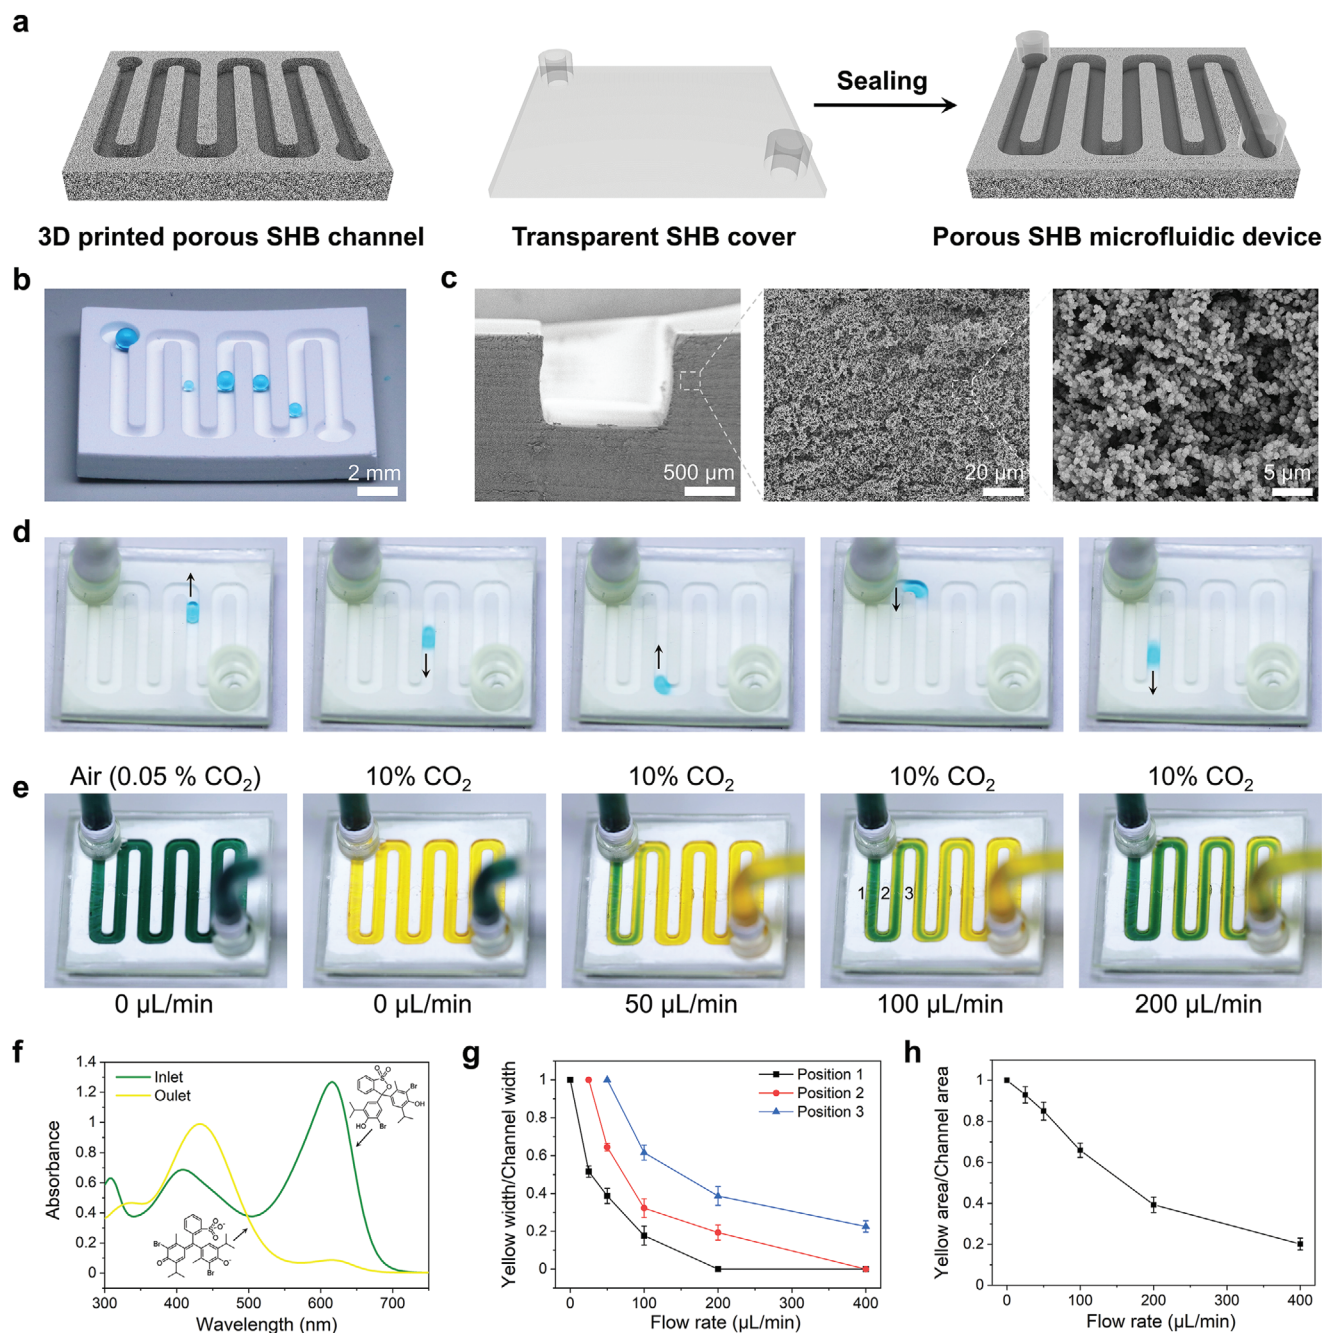 a
Sealing
3D printed porous SHB channel
Transparent SHB cover
Porous SHB microfluidic device
b
2 mm
c
500 µm
20 µm
5 µm
d
e
Air (0.05 % CO₂)
10% CO₂
10% CO₂
10% CO₂
10% CO₂
1 2 3
0 µL/min
0 µL/min
50 µL/min
100 µL/min
200 µL/min
f
Absorbance
1.4
1.2
1.0
0.8
0.6
0.4
0.2
0
Inlet
Oulet
O O
S
O
Br
OH
HO
Br
O
S O⁻
O
Br
O
O⁻
Br
300 400 500 600 700
Wavelength (nm)
g
Yellow width/Channel width
1
0.8
0.6
0.4
0.2
0
Position 1
Position 2
Position 3
0 100 200 300 400
Flow rate (µL/min)
h
Yellow area/Channel area
1
0.8
0.6
0.4
0.2
0 100 200 300 400
Flow rate (µL/min)